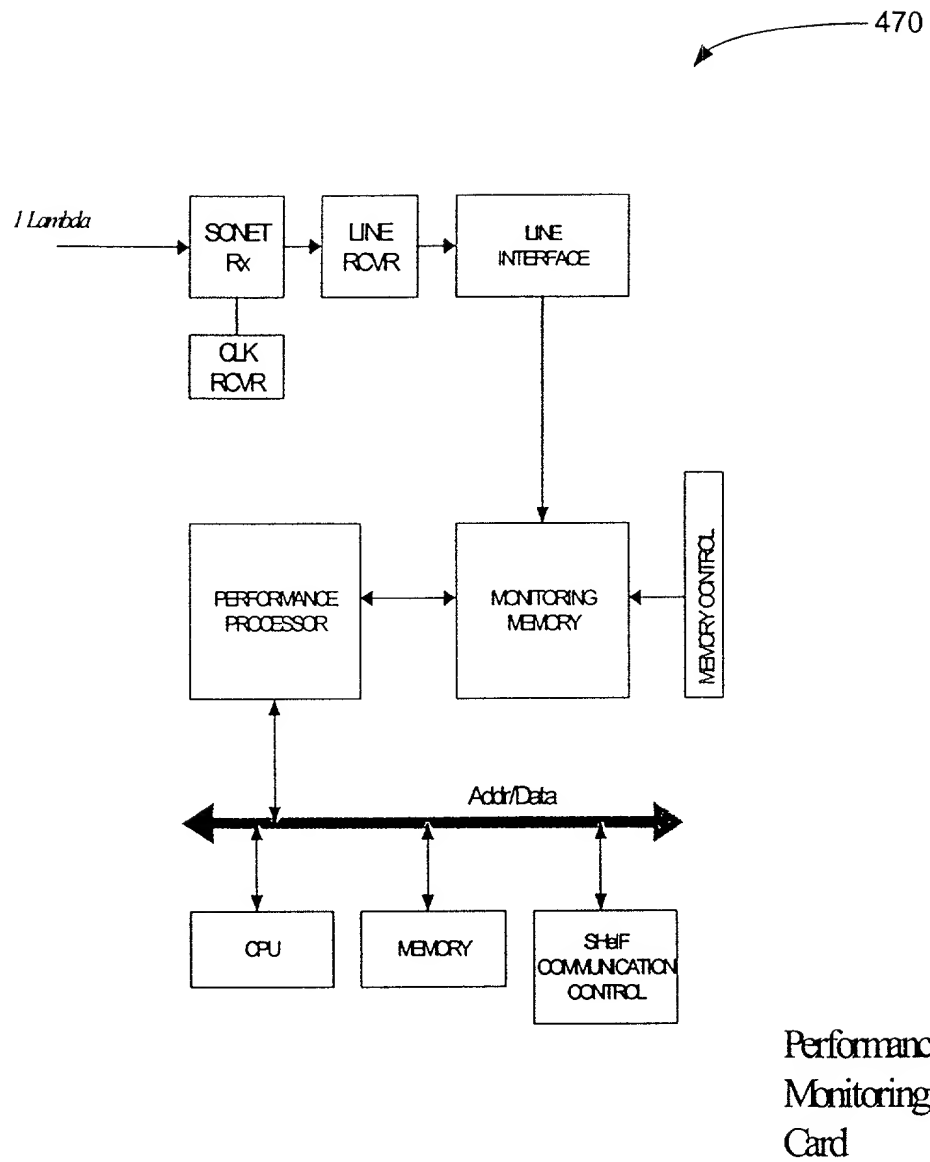 470
1 Lambda
SONET
Rx
LINE
RCVR
LINE
INTERFACE
CLK
RCVR
PERFORMANCE
PROCESSOR
MONITORING
MEMORY
MEMORY CONTROL
Addr/Data
CPU
MEMORY
SHelF
COMMUNICATION
CONTROL
Performanc
Monitoring
Card